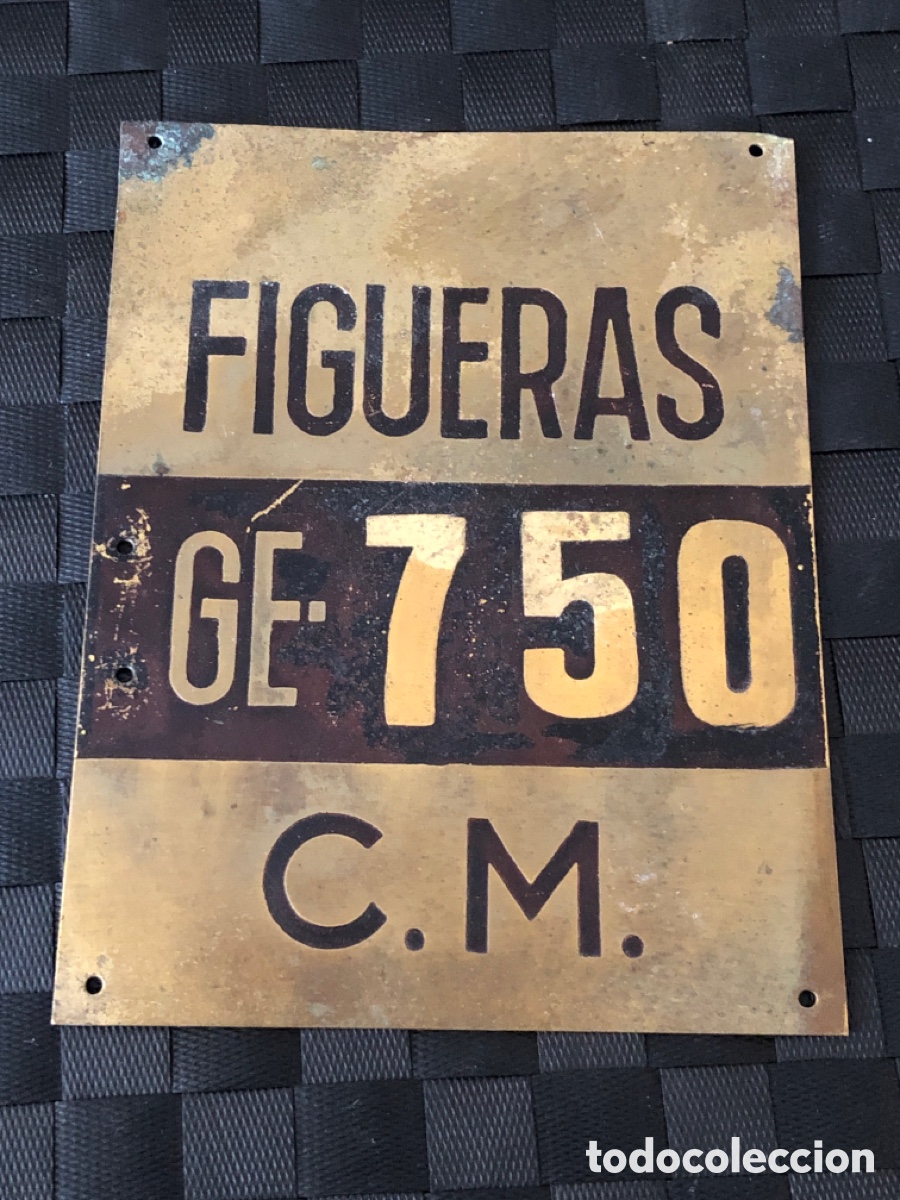 FIGUERAS
GE-750
C.M.
todocoleccion